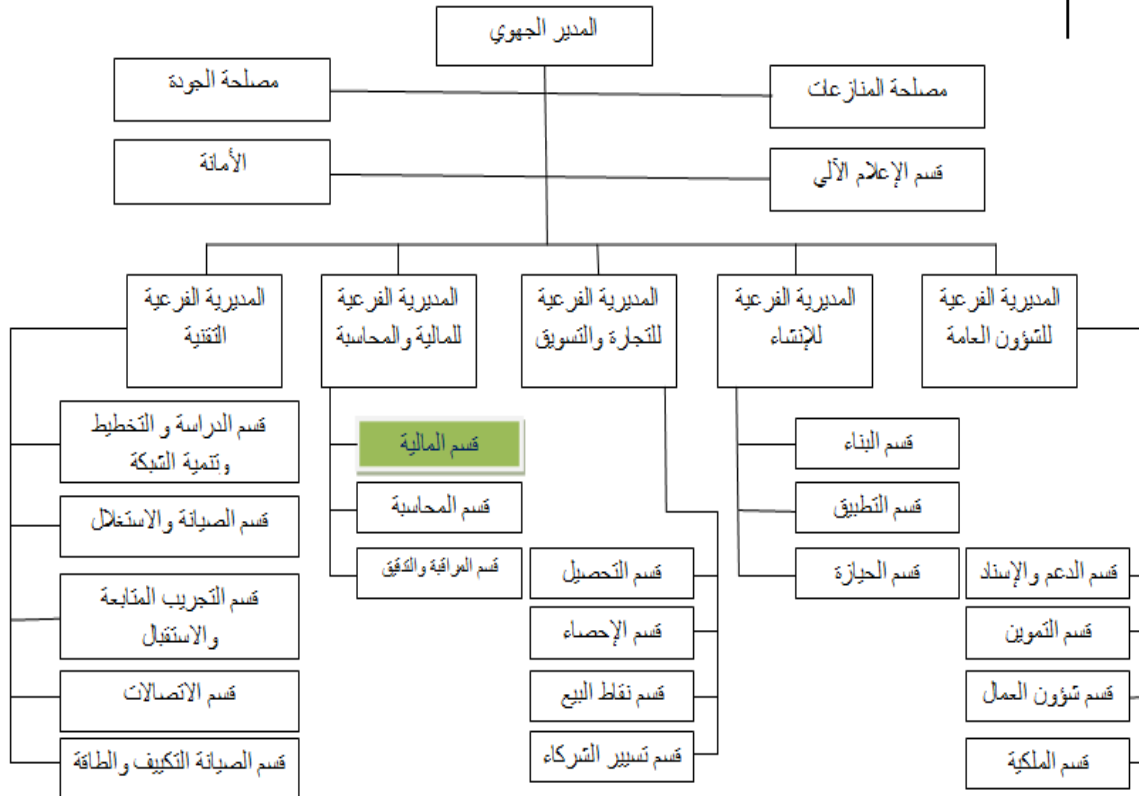 المدير الجهوي
مصلحة المنازعات
مصلحة الجودة
قسم الإعلام الآلي
الأمانة
المديرية الفرعية
للشؤون العامة
المديرية الفرعية
للإنشاء
المديرية الفرعية
للتجارة والتسويق
المديرية الفرعية
للمالية والمحاسبة
المديرية الفرعية
التقنية
قسم الدعم والإسناد
قسم التموين
قسم شؤون العمال
قسم الملكية
قسم البناء
قسم التطبيق
قسم الحيازة
قسم التحصيل
قسم الإحصاء
قسم نقاط البيع
قسم تسيير الشركاء
قسم المالية
قسم المحاسبة
قسم المراقبة والتدقيق
قسم الدراسة و التخطيط
وتنمية الشبكة
قسم الصيانة والاستغلال
قسم التجريب المتابعة
والاستقبال
قسم الاتصالات
قسم الصيانة التكييف والطاقة